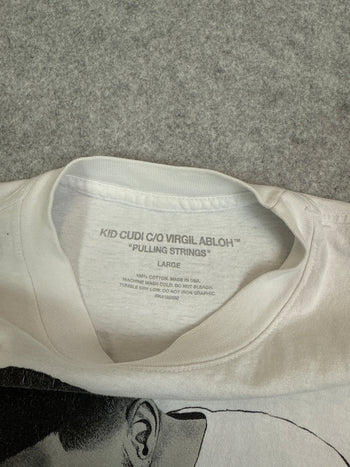 KID CUDI C/O VIRGIL ABLOH™
"PULLING STRINGS"
LARGE
100% COTTON. MADE IN USA.
MACHINE WASH COLD. DO NOT BLEACH.
TUMBLE DRY LOW. DO NOT IRON GRAPHIC.